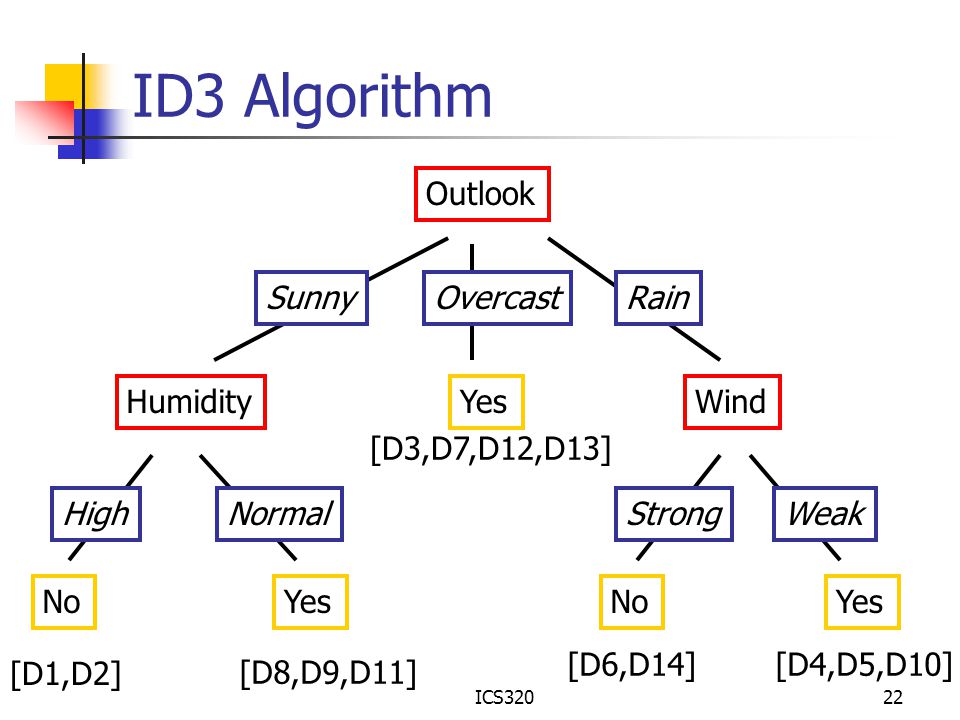 ID3 Algorithm
Outlook
Sunny Overcast Rain
Humidity Yes Wind
[D3,D7,D12,D13]
High Normal Strong Weak
No Yes No Yes
[D1,D2] [D8,D9,D11] [D6,D14] [D4,D5,D10]
ICS320 22